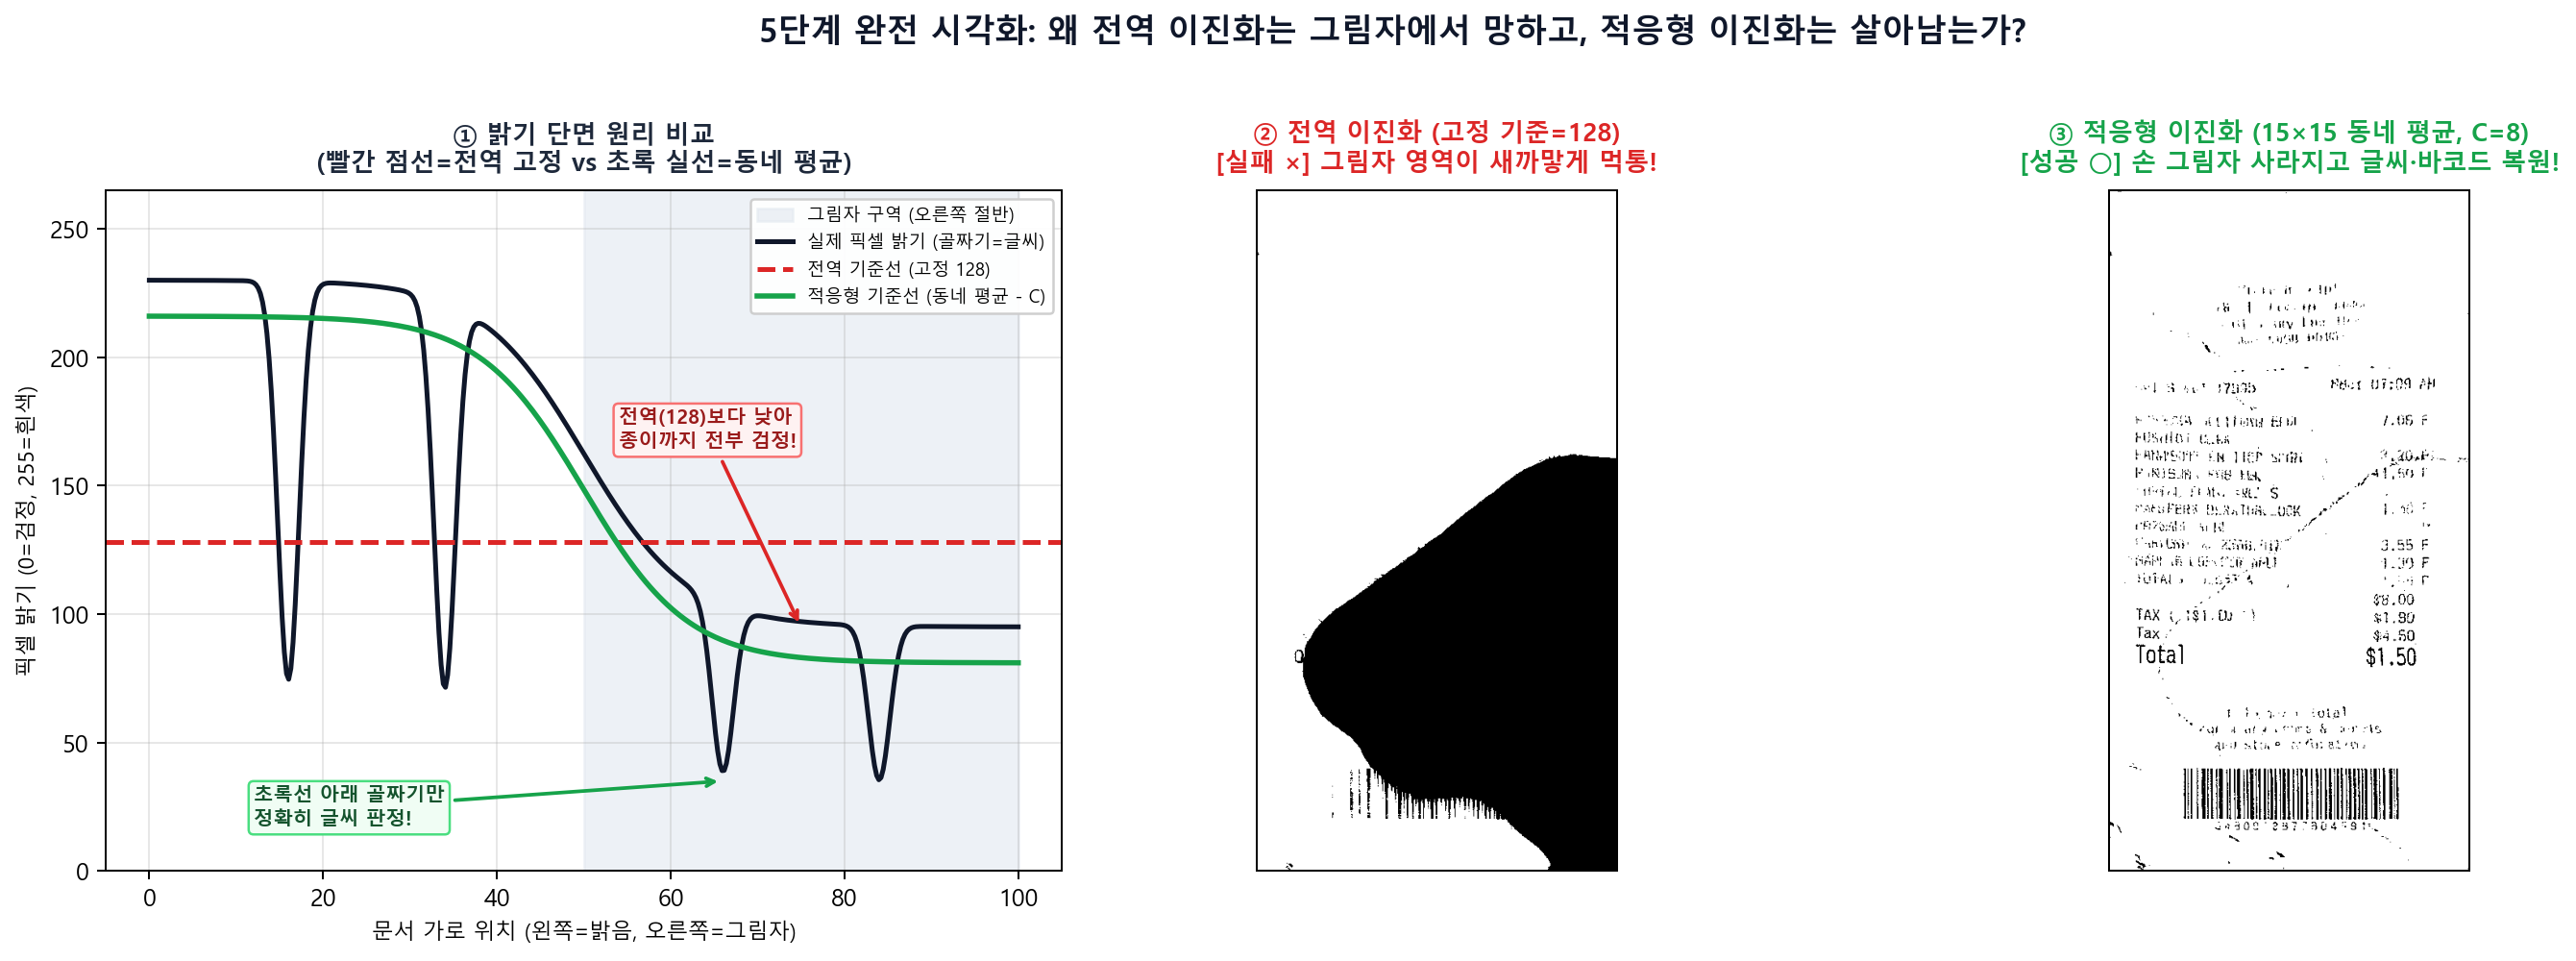 5단계 완전 시각화: 왜 전역 이진화는 그림자에서 망하고, 적응형 이진화는 살아남는가?
① 밝기 단면 원리 비교
(빨간 점선=전역 고정 vs 초록 실선=동네 평균)
픽셀 밝기 (0=검정, 255=흰색)
250
200
150
100
50
0
그림자 구역 (오른쪽 절반)
실제 픽셀 밝기 (골짜기=글씨)
전역 기준선 (고정 128)
적응형 기준선 (동네 평균 - C)
전역(128)보다 낮아
종이까지 전부 검정!
초록선 아래 골짜기만
정확히 글씨 판정!
0 20 40 60 80 100
문서 가로 위치 (왼쪽=밝음, 오른쪽=그림자)
② 전역 이진화 (고정 기준=128)
[실패 ×] 그림자 영역이 새까맣게 먹통!
③ 적응형 이진화 (15×15 동네 평균, C=8)
[성공 ○] 손 그림자 사라지고 글씨·바코드 복원!
07:09 AM
7.05 F
3.55 F
$8.00
TAX
$1.80
Tax
$4.50
Total $1.50